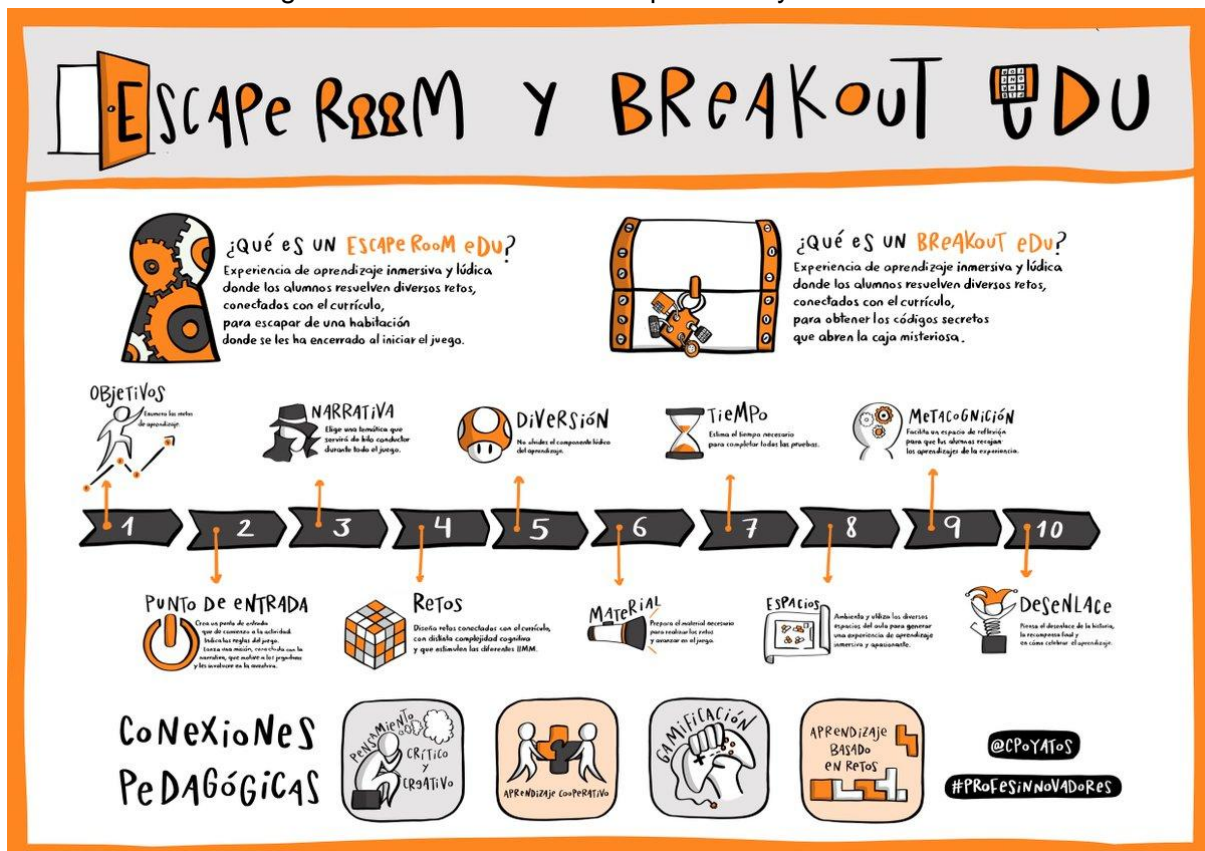 ESCAPE ROOM Y BREAKOUT EDU
¿Qué es un ESCAPE ROOM EDU?
Experiencia de aprendizaje inmersiva y lúdica
donde los alumnos resuelven diversos retos,
conectados con el currículo,
para escapar de una habitación
donde se les ha encerrado al iniciar el juego.
¿Qué es un BREAKOUT EDU?
Experiencia de aprendizaje inmersiva y lúdica
donde los alumnos resuelven diversos retos,
conectados con el currículo,
para obtener los códigos secretos
que abren la caja misteriosa.
OBJETIVOS
Enumera las metas
de aprendizaje.
NARRATIVA
Elige una temática que
servirá de hilo conductor
durante todo el juego.
DIVERSIÓN
No olvides el componente lúdico
del aprendizaje.
TIEMPO
Estima el tiempo necesario
para completar todas las pruebas.
METACOGNICIÓN
Facilita un espacio de reflexión
para que tus alumnos recojan
los aprendizajes de la experiencia.
1 2 3 4 5 6 7 8 9 10
PUNTO DE ENTRADA
Crea un punto de entrada
que dé comienzo a la actividad.
Indica las reglas del juego.
Lanza una misión, conectada con la
narrativa, que motive a los jugadores
y les involucre en la aventura.
RETOS
Diseña retos conectados con el currículo,
con distinta complejidad cognitiva
y que estimulen las diferentes IIMM.
MATERIAL
Prepara el material necesario
para realizar los retos
y avanzar en el juego.
ESPACIOS
Ambienta y utiliza los diversos
espacios del aula para generar
una experiencia de aprendizaje
inmersiva y apasionante.
DESENLACE
Piensa el desenlace de la historia,
la recompensa final y
en cómo celebrar el aprendizaje.
CONEXIONES
PEDAGÓGICAS
PENSAMIENTO
CRÍTICO
Y
CREATIVO
APRENDIZAJE COOPERATIVO
GAMIFICACIÓN
APRENDIZAJE
BASADO
EN RETOS
@CPOYATOS
#PROFESINNOVADORES